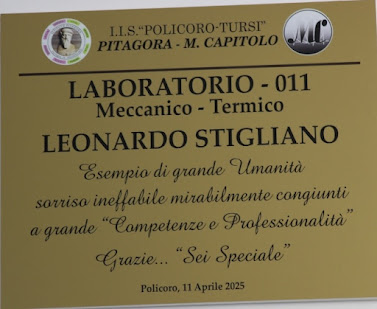 I.I.S."POLICORO-TURSI"
PITAGORA - M. CAPITOLO
LABORATORIO - 011
Meccanico - Termico
LEONARDO STIGLIANO
Esempio di grande Umanità
sorriso ineffabile mirabilmente congiunti
a grande "Competenze e Professionalità"
Grazie... "Sei Speciale"
Policoro, 11 Aprile 2025